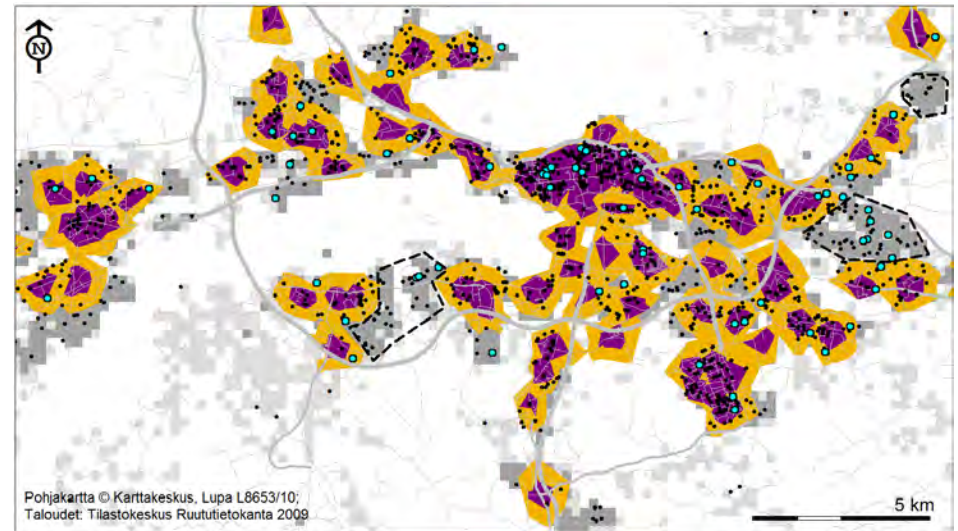 N
Pohjakartta © Karttakeskus, Lupa L8653/10;
Taloudet: Tilastokeskus Ruututietokanta 2009
5 km